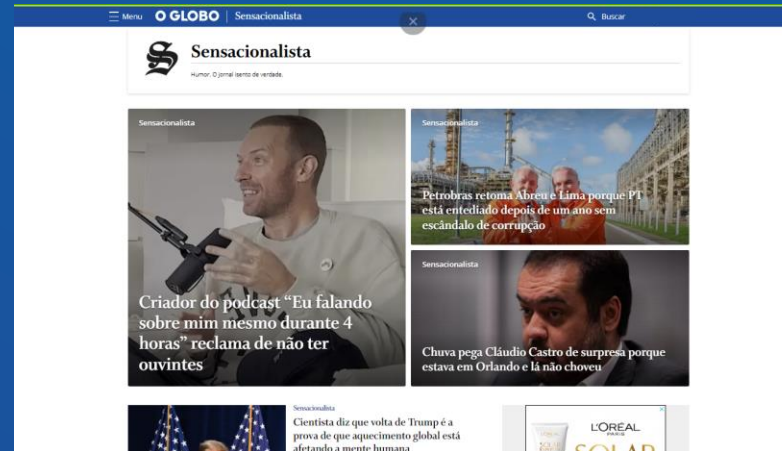 Menu
O GLOBO | Sensacionalista
Buscar
Sensacionalista
Humor. O jornal isento de verdade.
Sensacionalista
Criador do podcast “Eu falando
sobre mim mesmo durante 4
horas” reclama de não ter
ouvintes
Sensacionalista
Petrobras retoma Abreu e Lima porque PT
está entediado depois de um ano sem
escândalo de corrupção
Sensacionalista
Chuva pega Cláudio Castro de surpresa porque
estava em Orlando e lá não choveu
Sensacionalista
Cientista diz que volta de Trump é a
prova de que aquecimento global está
afetando a mente humana
L'ORÉAL
PARIS
SOLAR